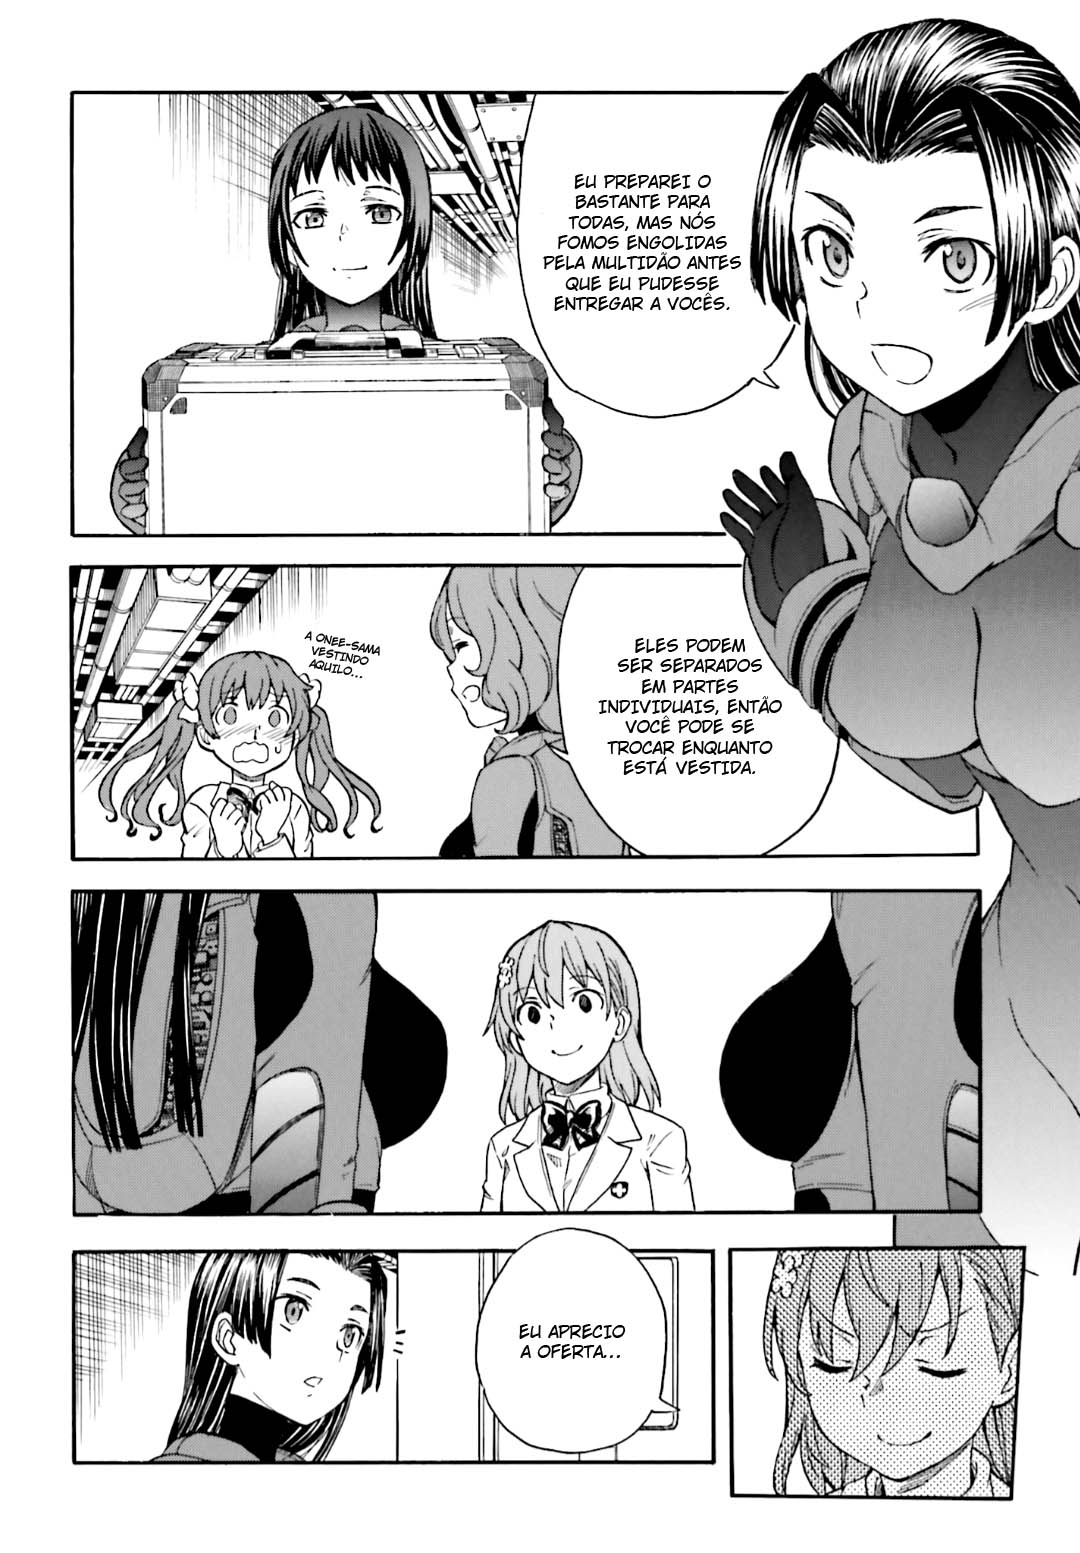 EU PREPAREI O
BASTANTE PARA
TODAS, MAS NÓS
FOMOS ENGOLIDAS
PELA MULTIDÃO ANTES
QUE EU PUDESSE
ENTREGAR A VOCÊS.
A ONEE-SAMA
VESTINDO
AQUILO...
ELES PODEM
SER SEPARADOS
EM PARTES
INDIVIDUAIS, ENTÃO
VOCÊ PODE SE
TROCAR ENQUANTO
ESTÁ VESTIDA.
EU APRECIO
A OFERTA...